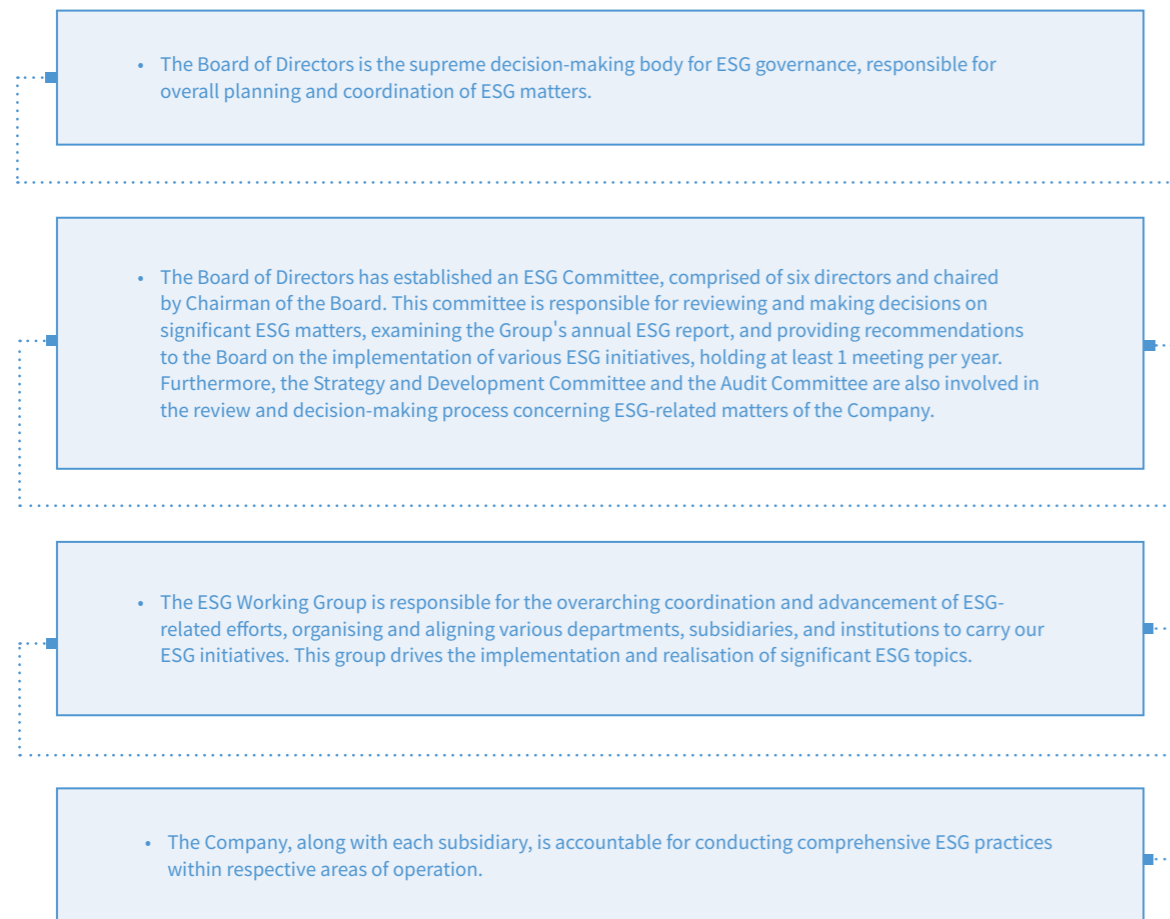 • The Board of Directors is the supreme decision-making body for ESG governance, responsible for
overall planning and coordination of ESG matters.
• The Board of Directors has established an ESG Committee, comprised of six directors and chaired
by Chairman of the Board. This committee is responsible for reviewing and making decisions on
significant ESG matters, examining the Group's annual ESG report, and providing recommendations
to the Board on the implementation of various ESG initiatives, holding at least 1 meeting per year.
Furthermore, the Strategy and Development Committee and the Audit Committee are also involved in
the review and decision-making process concerning ESG-related matters of the Company.
• The ESG Working Group is responsible for the overarching coordination and advancement of ESG-
related efforts, organising and aligning various departments, subsidiaries, and institutions to carry our
ESG initiatives. This group drives the implementation and realisation of significant ESG topics.
• The Company, along with each subsidiary, is accountable for conducting comprehensive ESG practices
within respective areas of operation.